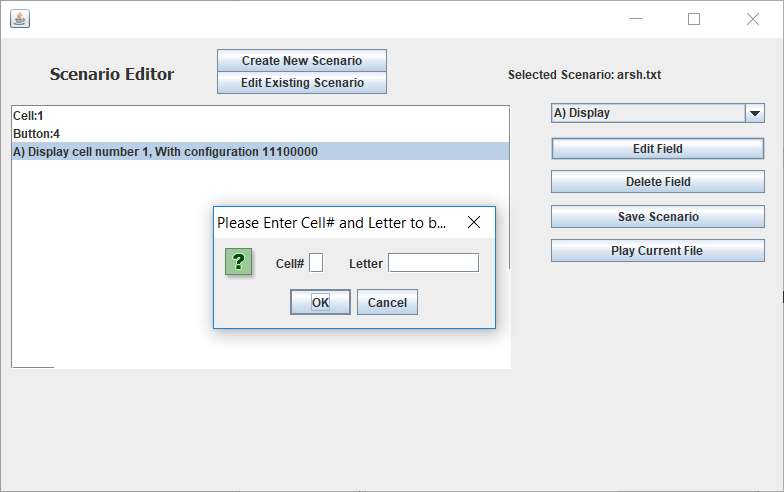 Scenario Editor
Create New Scenario
Edit Existing Scenario
Selected Scenario: arsh.txt
Cell:1
Button:4
A) Display cell number 1, With configuration 11100000
A) Display
Edit Field
Delete Field
Save Scenario
Play Current File
Please Enter Cell# and Letter to b...
?
Cell#
Letter
OK
Cancel